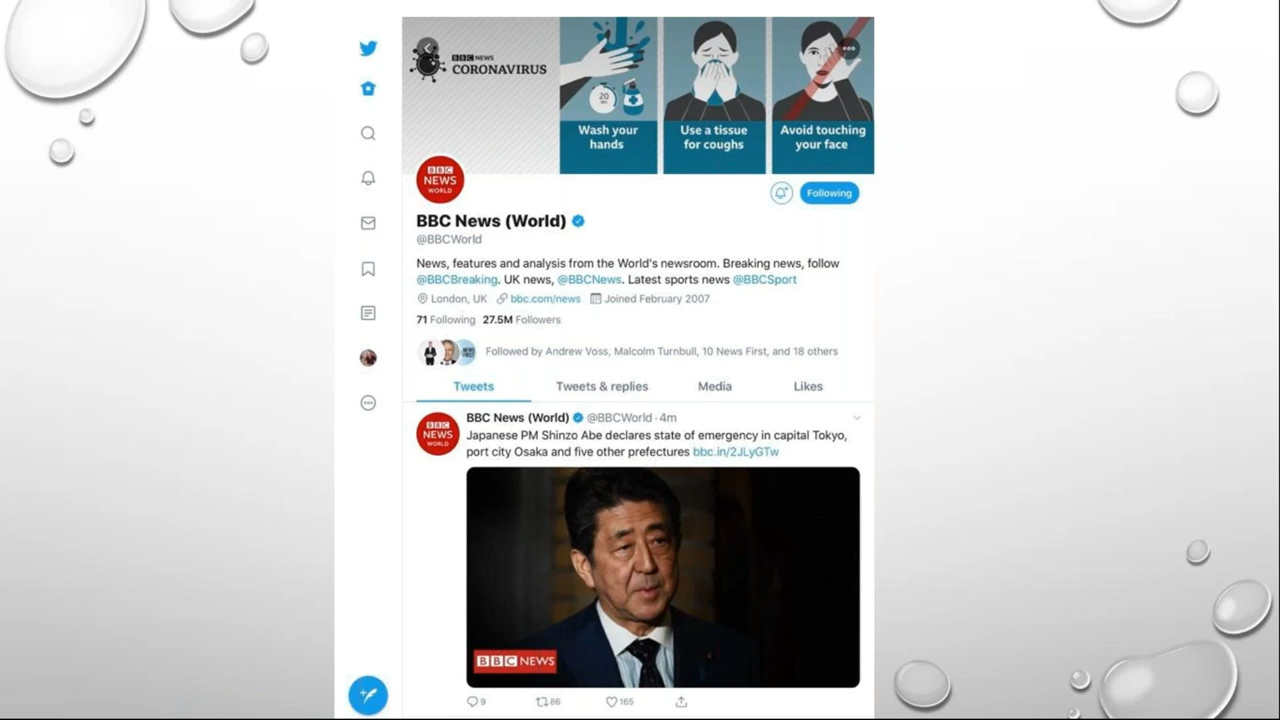 BBC NEWS
CORONAVIRUS
20
SEC
Wash your
hands
Use a tissue
for coughs
Avoid touching
your face
BBC
NEWS
WORLD
Following
BBC News (World)
@BBCWorld
News, features and analysis from the World's newsroom. Breaking news, follow
@BBCBreaking. UK news, @BBCNews. Latest sports news @BBCSport
London, UK bbc.com/news Joined February 2007
71 Following 27.5M Followers
NEWS
FIRST
Followed by Andrew Voss, Malcolm Turnbull, 10 News First, and 18 others
Tweets Tweets & replies Media Likes
BBC
NEWS
WORLD
BBC News (World) @BBCWorld · 4m
Japanese PM Shinzo Abe declares state of emergency in capital Tokyo,
port city Osaka and five other prefectures bbc.in/2JLyGTw
BBC NEWS
9 86 165